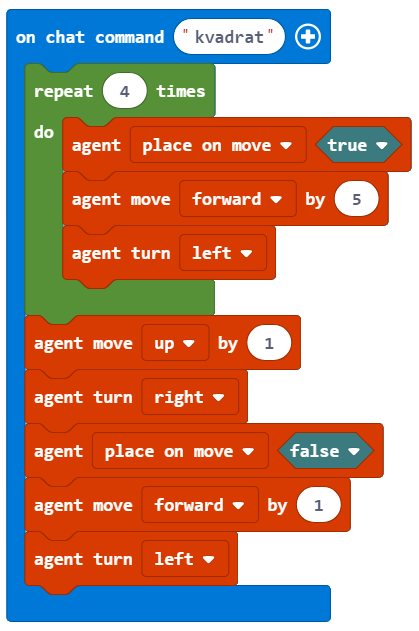 on chat command "kvadrat"
repeat 4 times
do
agent place on move true
agent move forward by 5
agent turn left
agent move up by 1
agent turn right
agent place on move false
agent move forward by 1
agent turn left